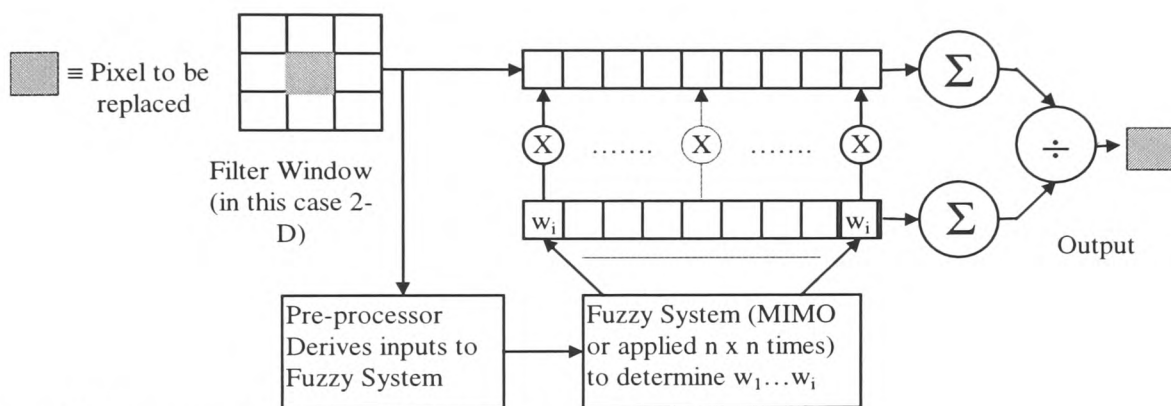 ≡ Pixel to be
replaced
Filter Window
(in this case 2-
D)
X ....... X ....... X
w_i w_i
Σ
Σ
÷
Output
Pre-processor
Derives inputs to
Fuzzy System
Fuzzy System (MIMO
or applied n x n times)
to determine w_1...w_i